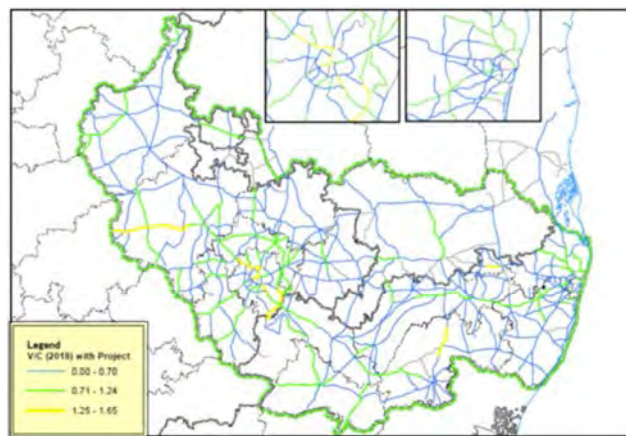 Legend
V/C (2018) with Project
0.00 - 0.70
0.71 - 1.24
1.25 - 1.65